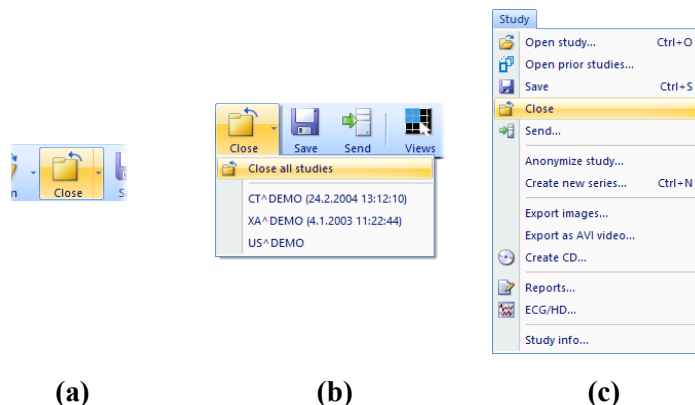 n Close Sa
(a)
Close Save Send Views
Close all studies
CT^DEMO (24.2.2004 13:12:10)
XA^DEMO (4.1.2003 11:22:44)
US^DEMO
(b)
Study
Open study... Ctrl+O
Open prior studies...
Save Ctrl+S
Close
Send...
Anonymize study...
Create new series... Ctrl+N
Export images...
Export as AVI video...
Create CD...
Reports...
ECG/HD...
Study info...
(c)